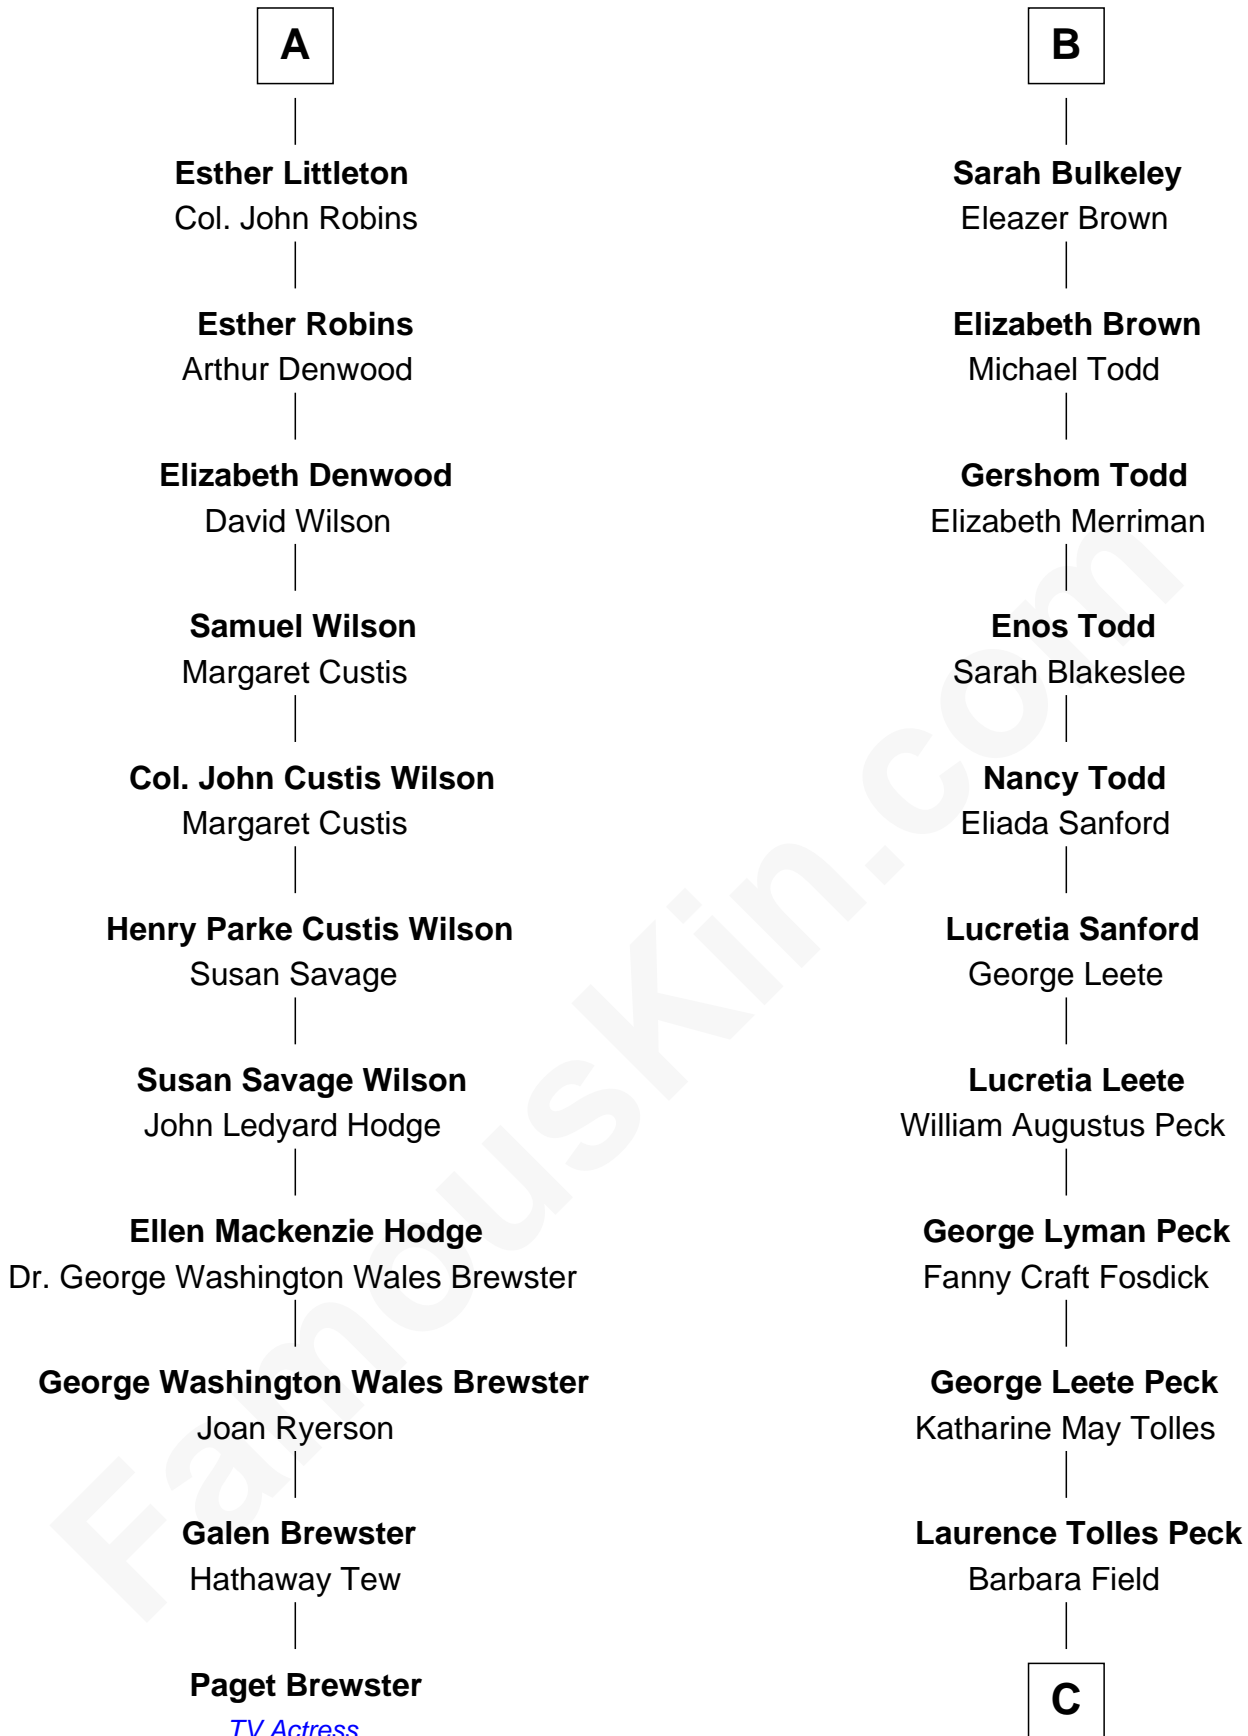 A
Esther Littleton
Col. John Robins
Esther Robins
Arthur Denwood
Elizabeth Denwood
David Wilson
Samuel Wilson
Margaret Custis
Col. John Custis Wilson
Margaret Custis
Henry Parke Custis Wilson
Susan Savage
Susan Savage Wilson
John Ledyard Hodge
Ellen Mackenzie Hodge
Dr. George Washington Wales Brewster
George Washington Wales Brewster
Joan Ryerson
Galen Brewster
Hathaway Tew
Paget Brewster
TV Actress
B
Sarah Bulkeley
Eleazer Brown
Elizabeth Brown
Michael Todd
Gershom Todd
Elizabeth Merriman
Enos Todd
Sarah Blakeslee
Nancy Todd
Eliada Sanford
Lucretia Sanford
George Leete
Lucretia Leete
William Augustus Peck
George Lyman Peck
Fanny Craft Fosdick
George Leete Peck
Katharine May Tolles
Laurence Tolles Peck
Barbara Field
C
FamousKin.com